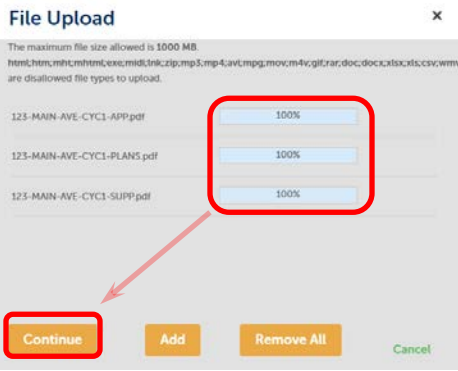 File Upload ×
The maximum file size allowed is 1000 MB.
html;htm;mht;mhtml;exe;midi;lnk;zip;mp3;mp4;avi;mpg;mov;m4v;gif;rar;doc;docx;xlsx;xls;csv;wmv
are disallowed file types to upload.
123-MAIN-AVE-CYC1-APP.pdf 100%
123-MAIN-AVE-CYC1-PLANS.pdf 100%
123-MAIN-AVE-CYC1-SUPP.pdf 100%
Continue Add Remove All Cancel